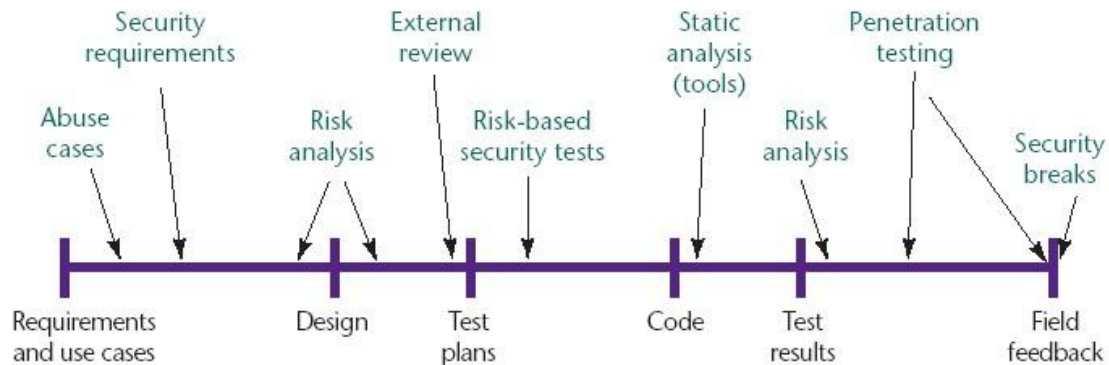 Security
requirements
External
review
Static
analysis
(tools)
Penetration
testing
Abuse
cases
Risk
analysis
Risk-based
security tests
Risk
analysis
Security
breaks
Requirements
and use cases
Design
Test
plans
Code
Test
results
Field
feedback